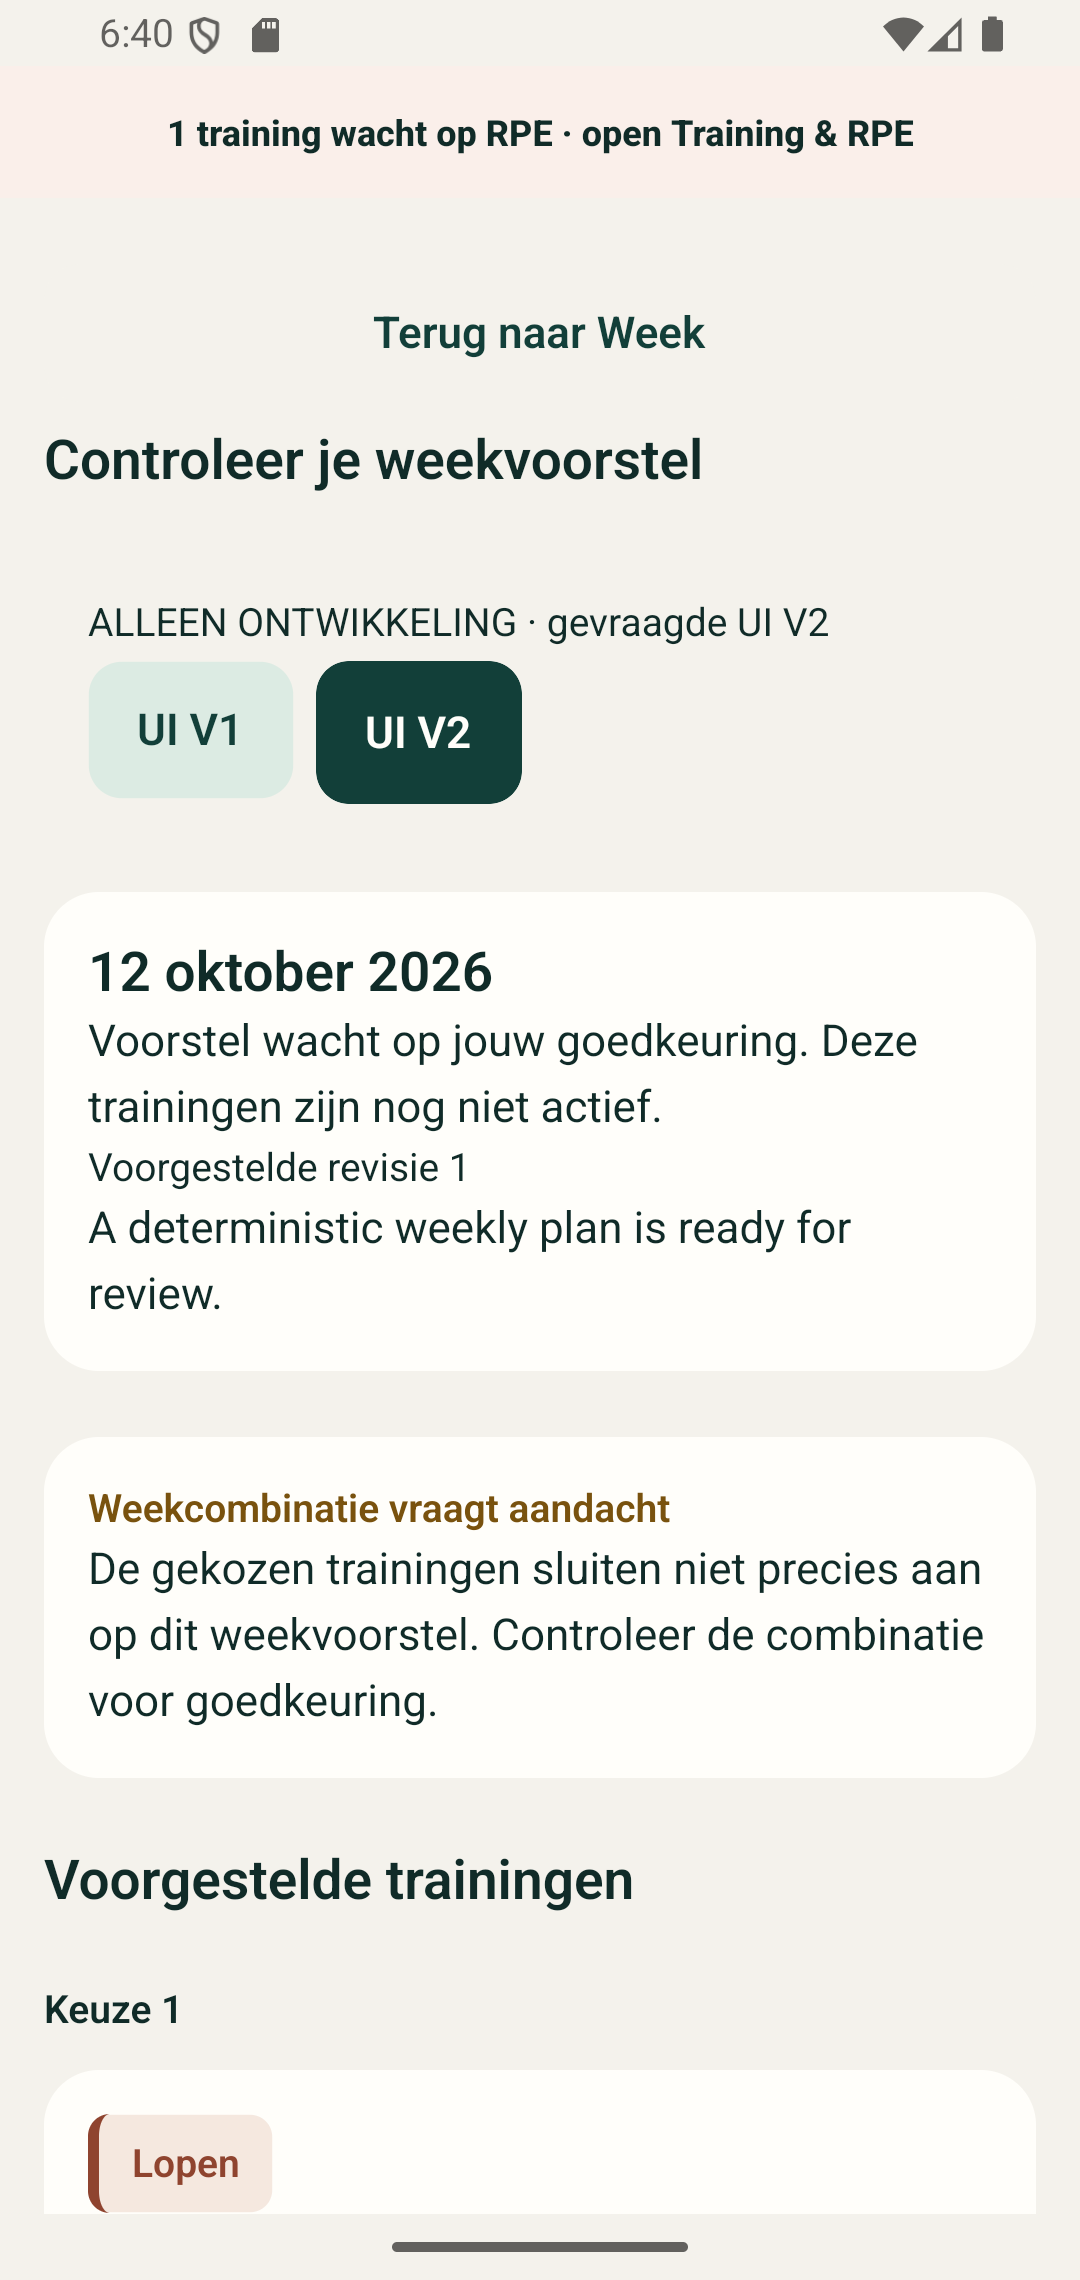 6:40
1 training wacht op RPE · open Training & RPE
Terug naar Week
Controleer je weekvoorstel
ALLEEN ONTWIKKELING · gevraagde UI V2
UI V1
UI V2
12 oktober 2026
Voorstel wacht op jouw goedkeuring. Deze
trainingen zijn nog niet actief.
Voorgestelde revisie 1
A deterministic weekly plan is ready for
review.
Weekcombinatie vraagt aandacht
De gekozen trainingen sluiten niet precies aan
op dit weekvoorstel. Controleer de combinatie
voor goedkeuring.
Voorgestelde trainingen
Keuze 1
Lopen